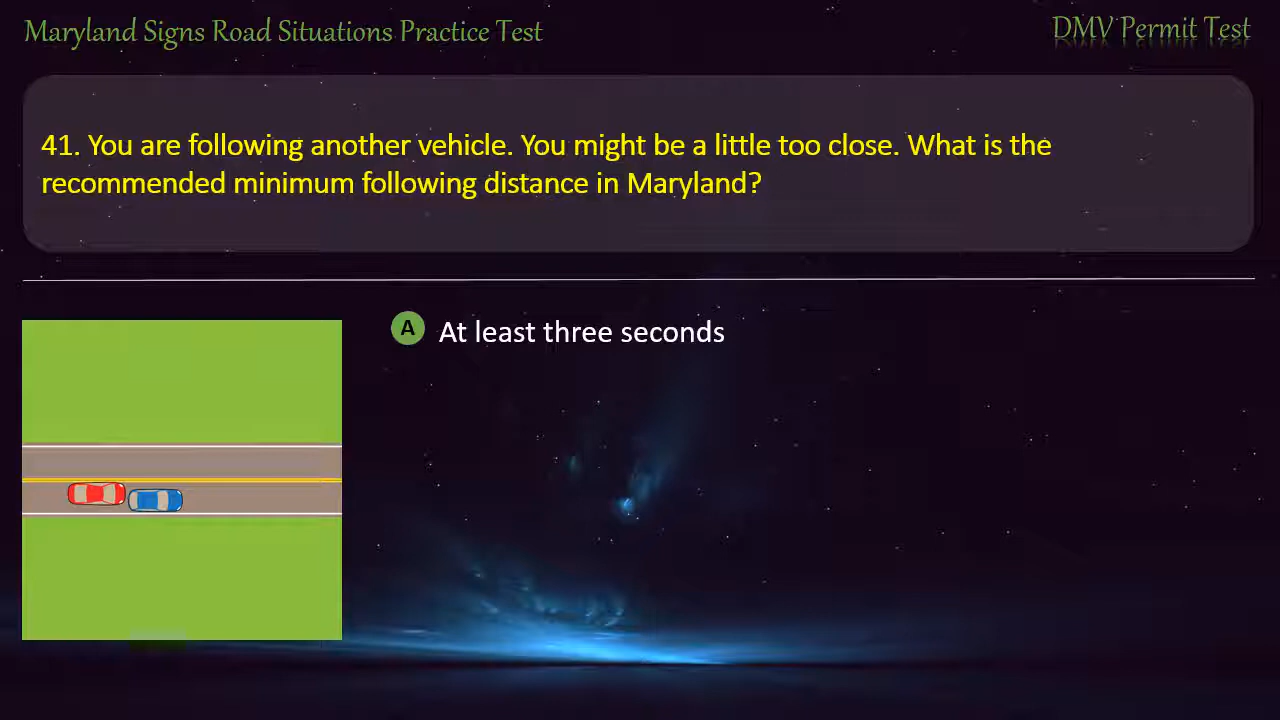 Maryland Signs Road Situations Practice Test
DMV Permit Test
41. You are following another vehicle. You might be a little too close. What is the
recommended minimum following distance in Maryland?
A At least three seconds